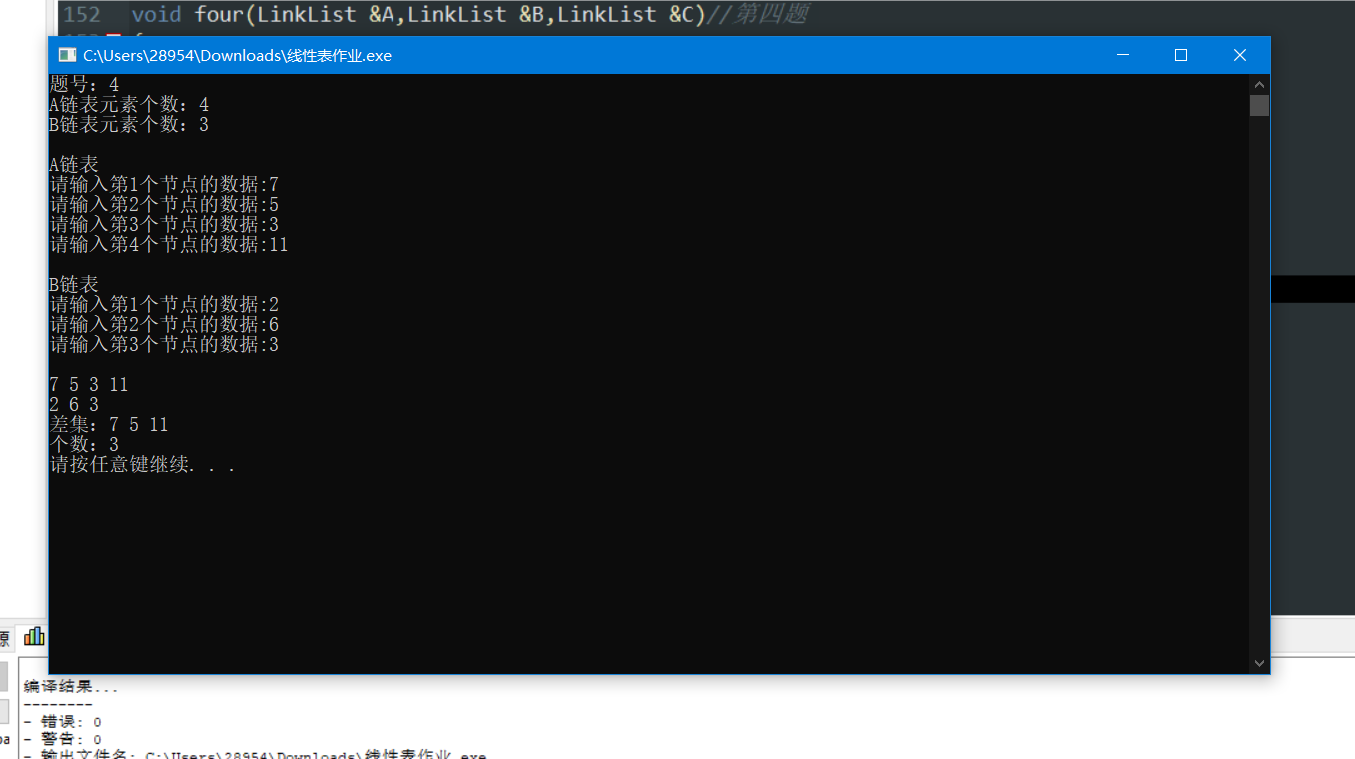 152 void four(LinkList &A,LinkList &B,LinkList &C)//第四题
C:\Users\28954\Downloads\线性表作业.exe
题号：4
A链表元素个数：4
B链表元素个数：3
A链表
请输入第1个节点的数据:7
请输入第2个节点的数据:5
请输入第3个节点的数据:3
请输入第4个节点的数据:11
B链表
请输入第1个节点的数据:2
请输入第2个节点的数据:6
请输入第3个节点的数据:3
7 5 3 11
2 6 3
差集：7 5 11
个数：3
请按任意键继续. . .
源
编译结果...
--------
- 错误: 0
- 警告: 0
- 输出文件名: C:\Users\28954\Downloads\线性表作业.exe